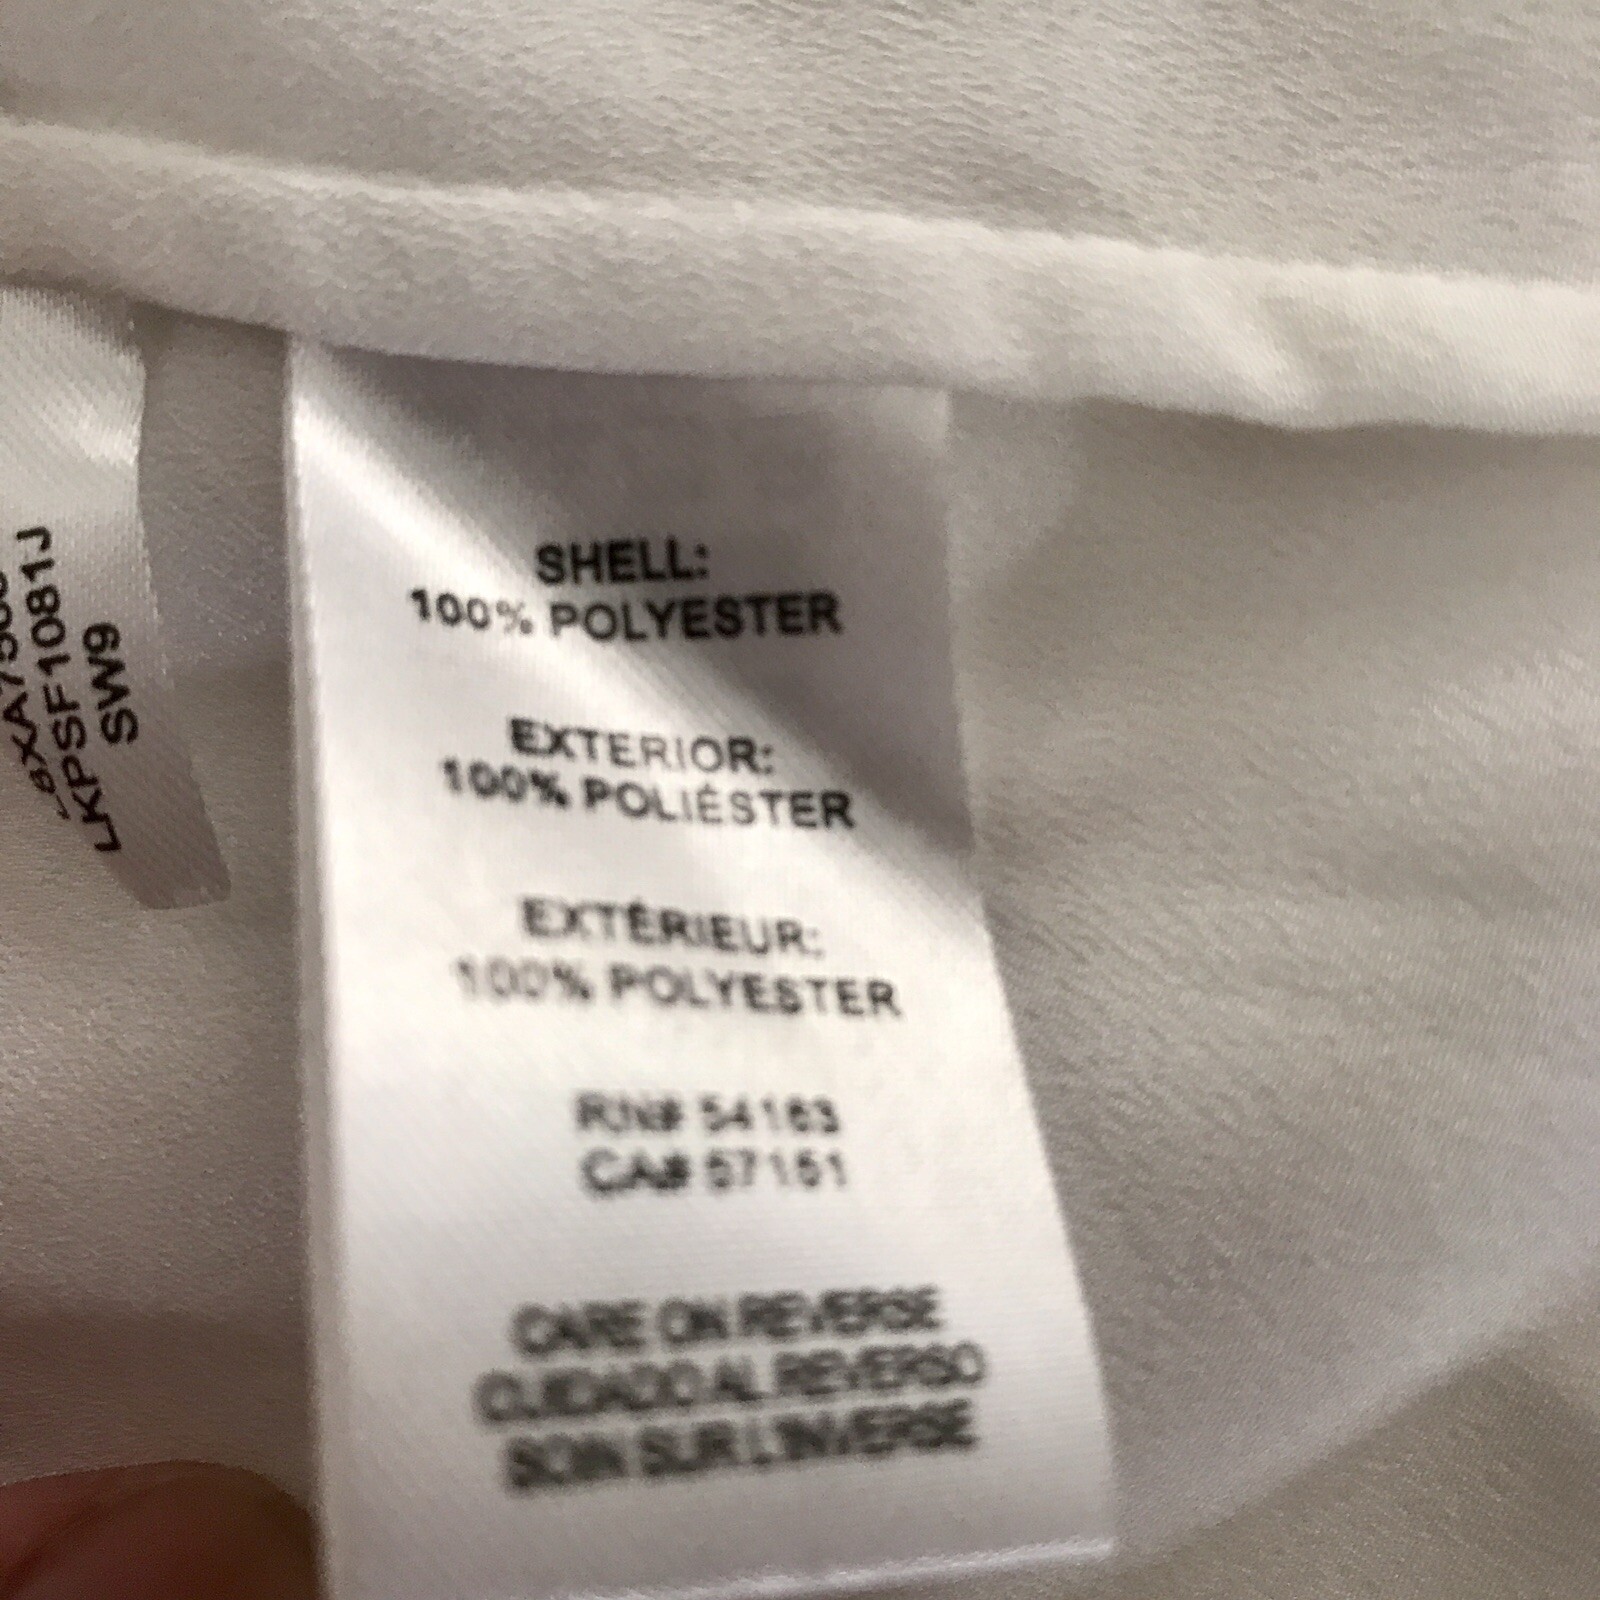 LKPSF1081J
SW9
SHELL:
100% POLYESTER
EXTERIOR:
100% POLIÉSTER
EXTÉRIEUR:
100% POLYESTER
RN# 54163
CA# 57151
CARE ON REVERSE
CUIDADO AL REVERSO
SOIN SUR L'INVERSE